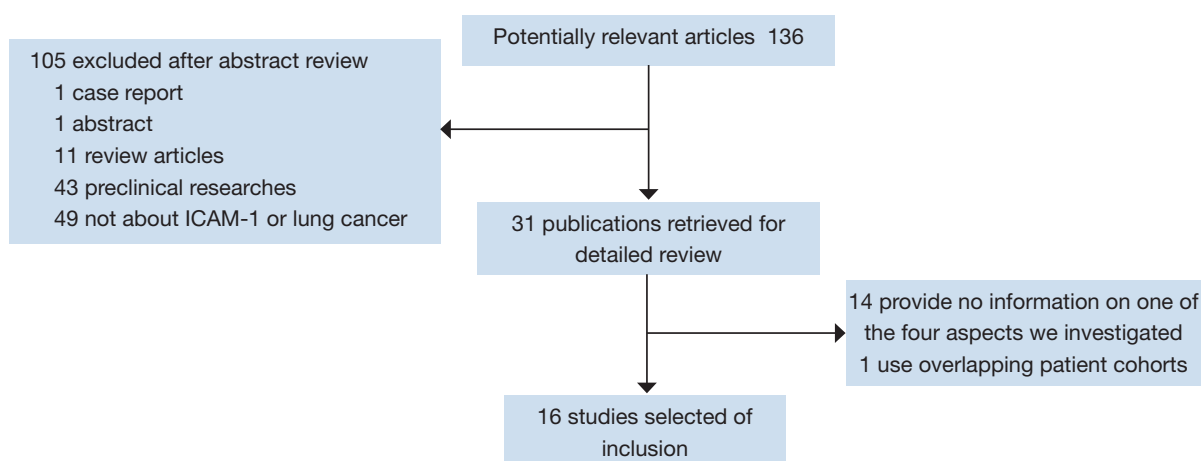 Potentially relevant articles 136
105 excluded after abstract review
1 case report
1 abstract
11 review articles
43 preclinical researches
49 not about ICAM-1 or lung cancer
31 publications retrieved for
detailed review
14 provide no information on one of
the four aspects we investigated
1 use overlapping patient cohorts
16 studies selected of
inclusion